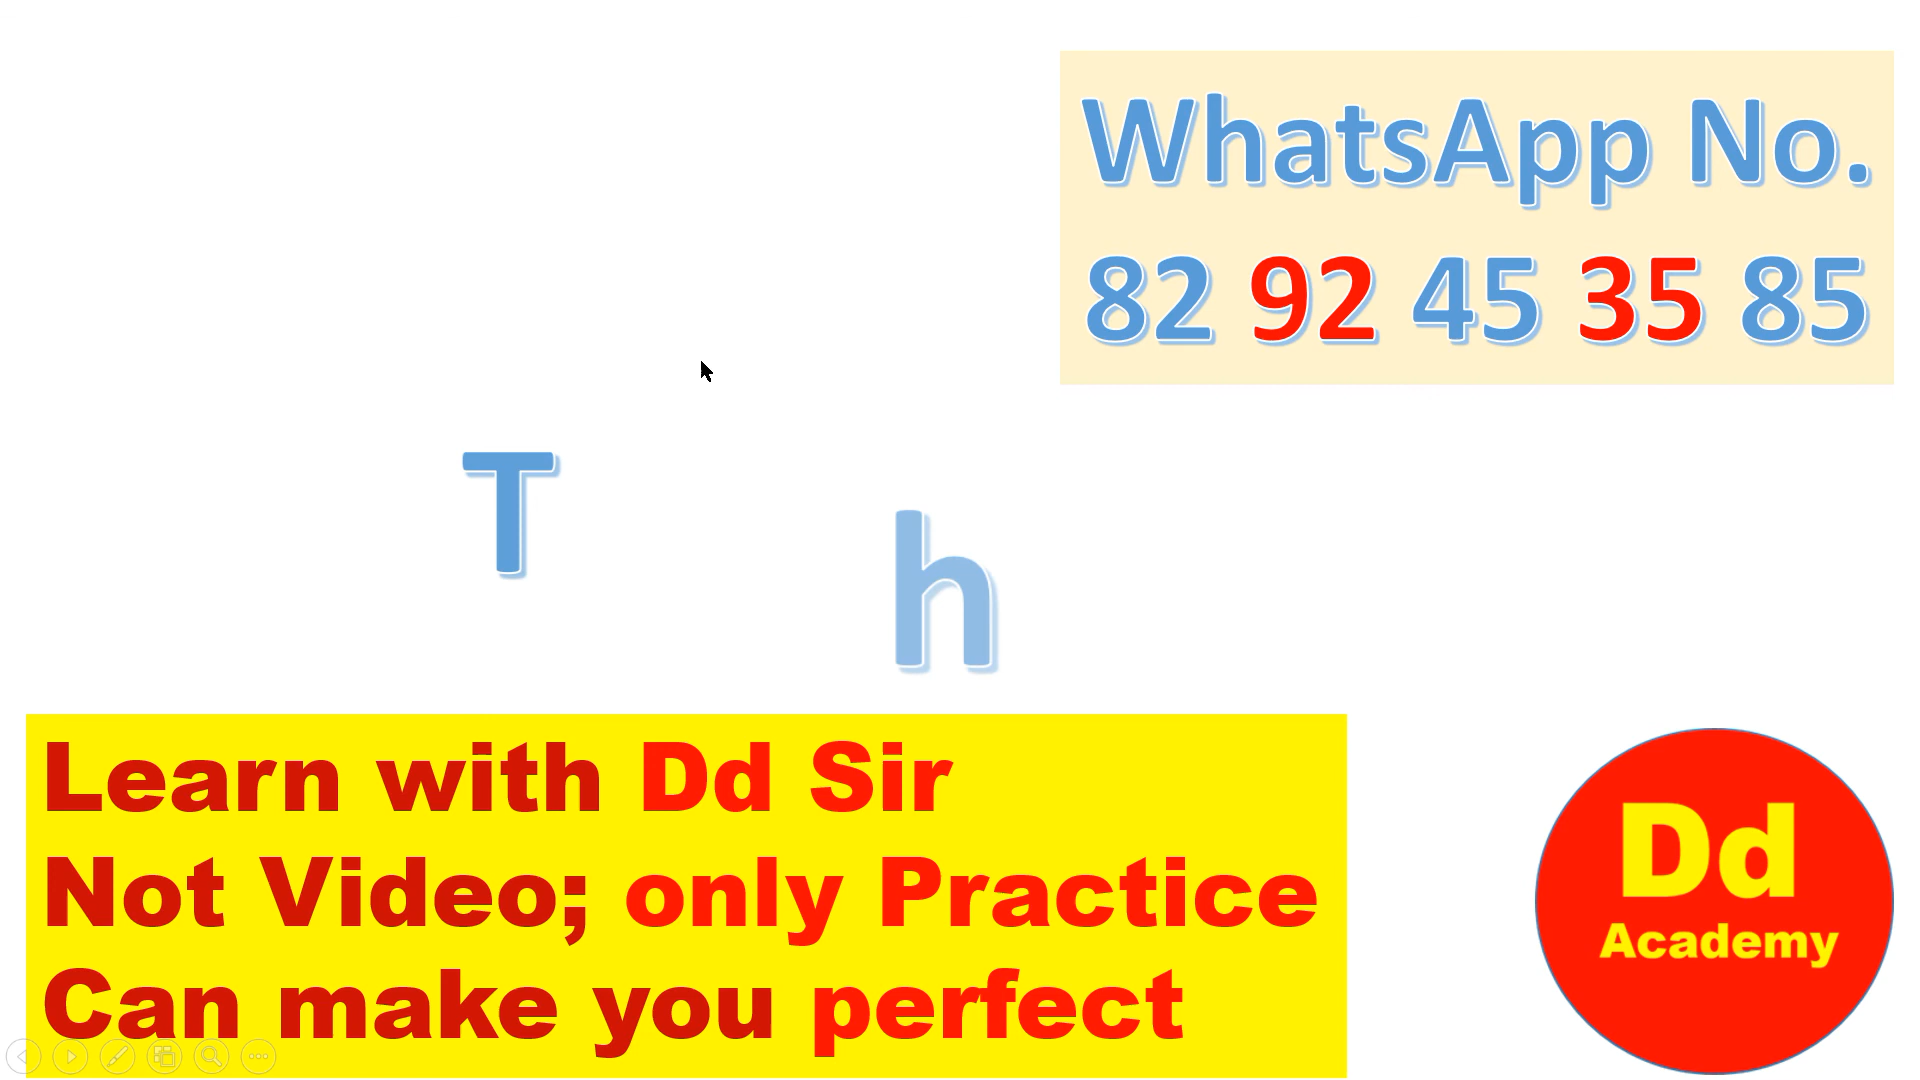 WhatsApp No.
82 92 45 35 85
T
h
Learn with Dd Sir
Not Video; only Practice
Can make you perfect
Dd
Academy